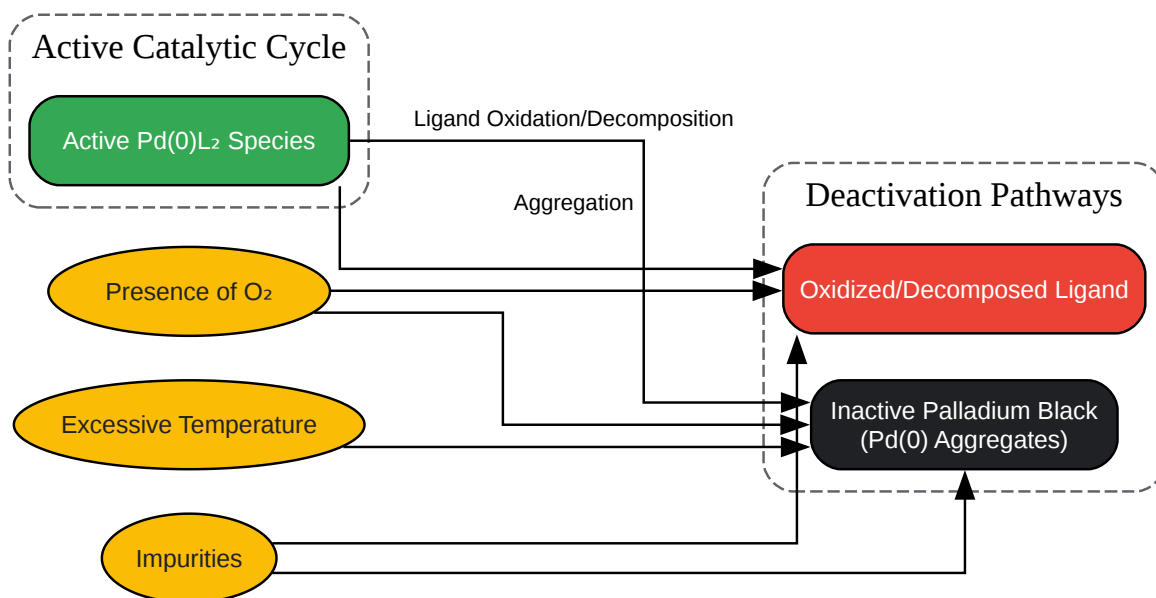 Active Catalytic Cycle
Active Pd(0)L₂ Species
Ligand Oxidation/Decomposition
Aggregation
Deactivation Pathways
Presence of O₂
Oxidized/Decomposed Ligand
Excessive Temperature
Inactive Palladium Black
(Pd(0) Aggregates)
Impurities